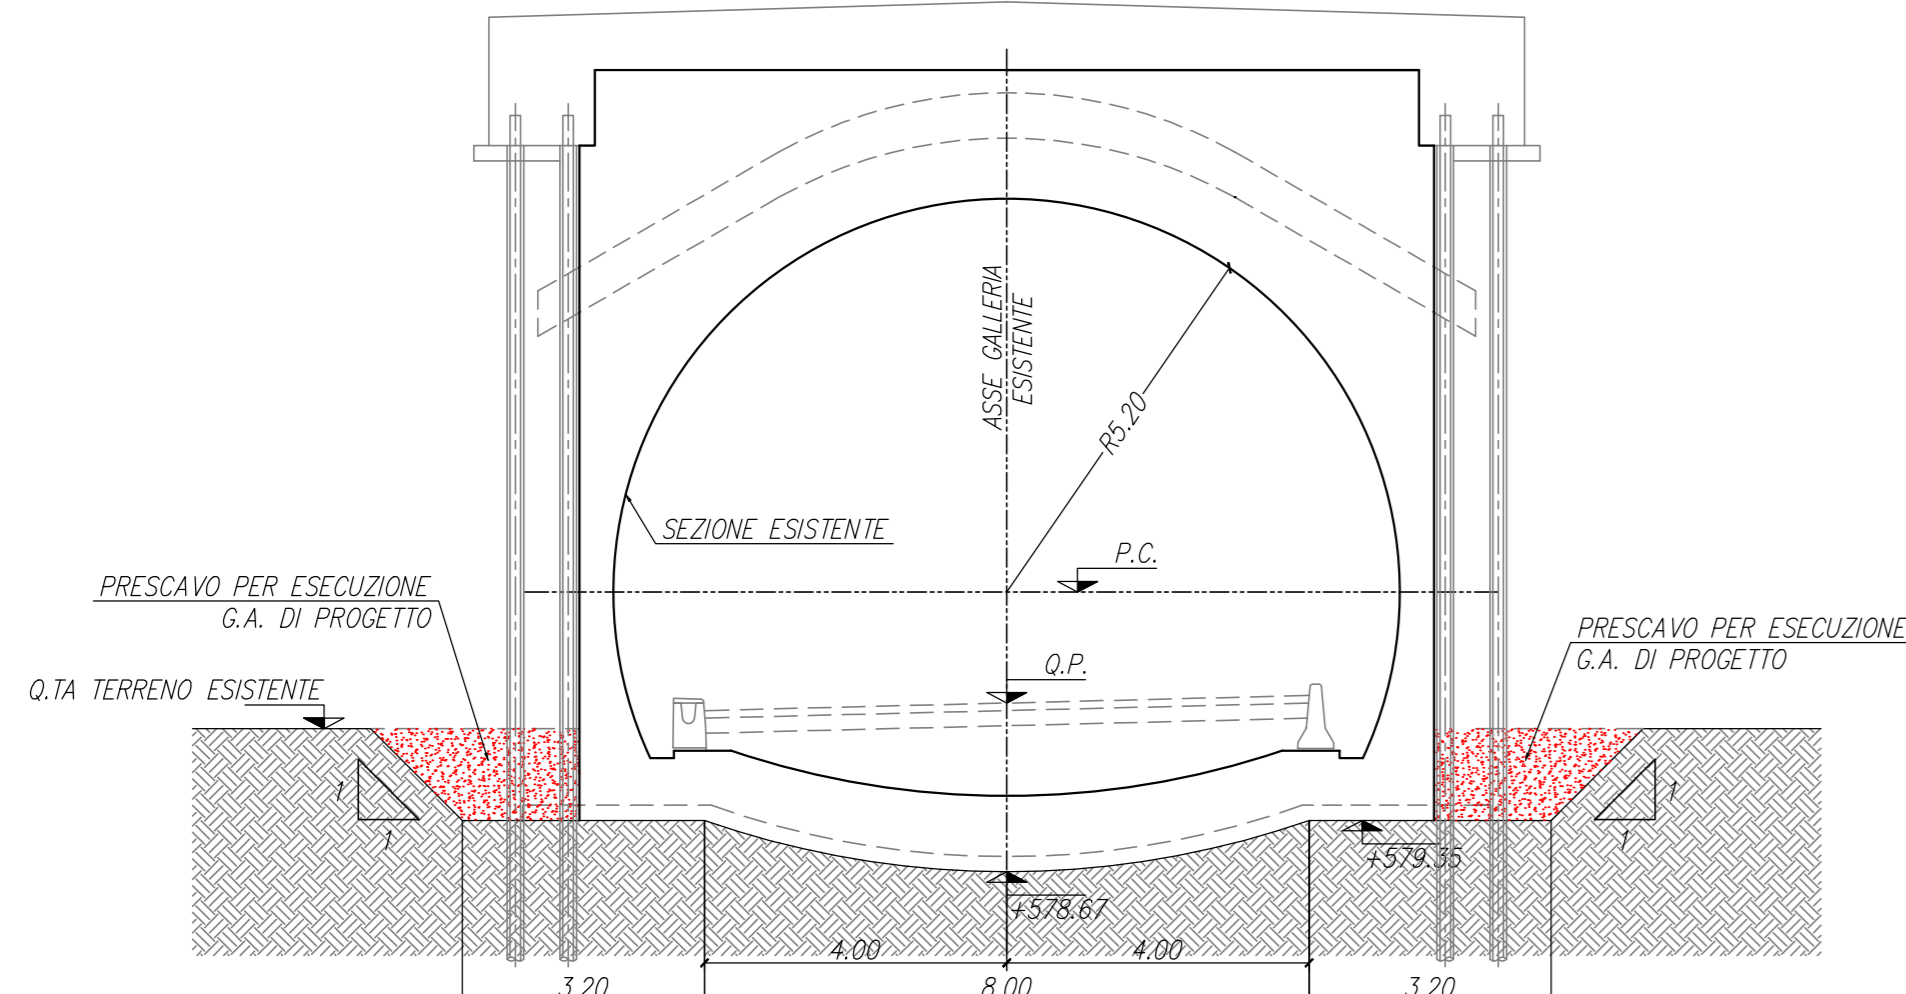 ASSE GALLERIA
ESISTENTE
R5.20
SEZIONE ESISTENTE
P.C.
PRESCAVO PER ESECUZIONE
G.A. DI PROGETTO
PRESCAVO PER ESECUZIONE
G.A. DI PROGETTO
Q.P.
Q.TA TERRENO ESISTENTE
1
1
1
1
+579.35
+578.67
4.00
4.00
3.20
8.00
3.20